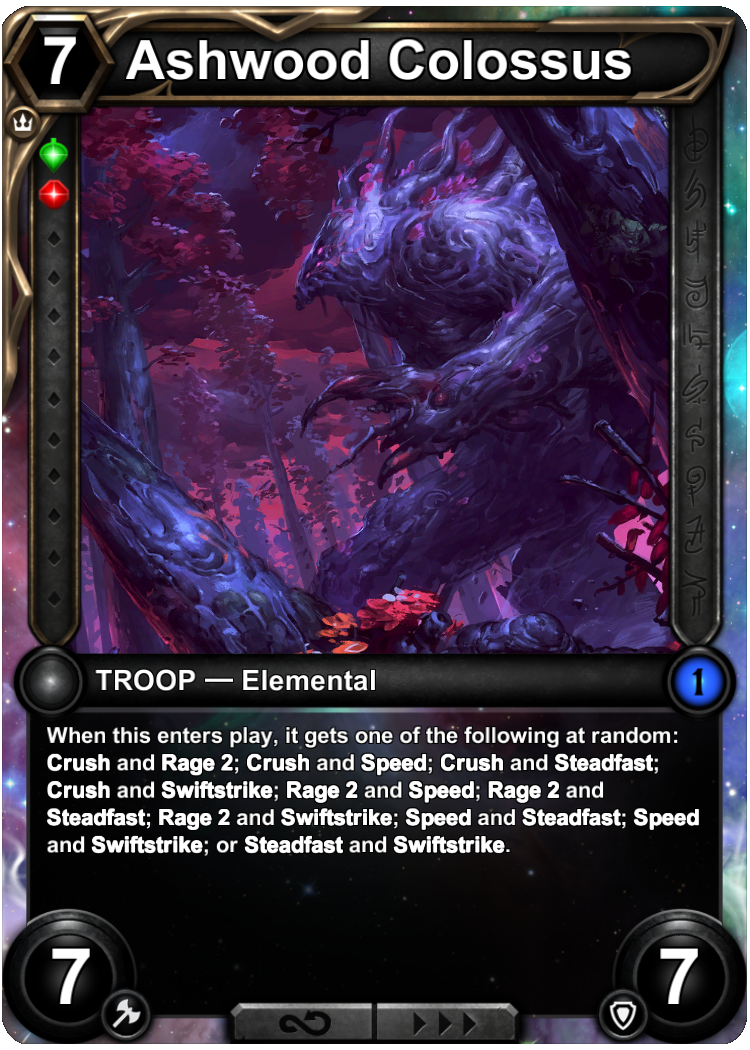 7
Ashwood Colossus
TROOP — Elemental
1
When this enters play, it gets one of the following at random:
Crush and Rage 2; Crush and Speed; Crush and Steadfast;
Crush and Swiftstrike; Rage 2 and Speed; Rage 2 and
Steadfast; Rage 2 and Swiftstrike; Speed and Steadfast; Speed
and Swiftstrike; or Steadfast and Swiftstrike.
7
7